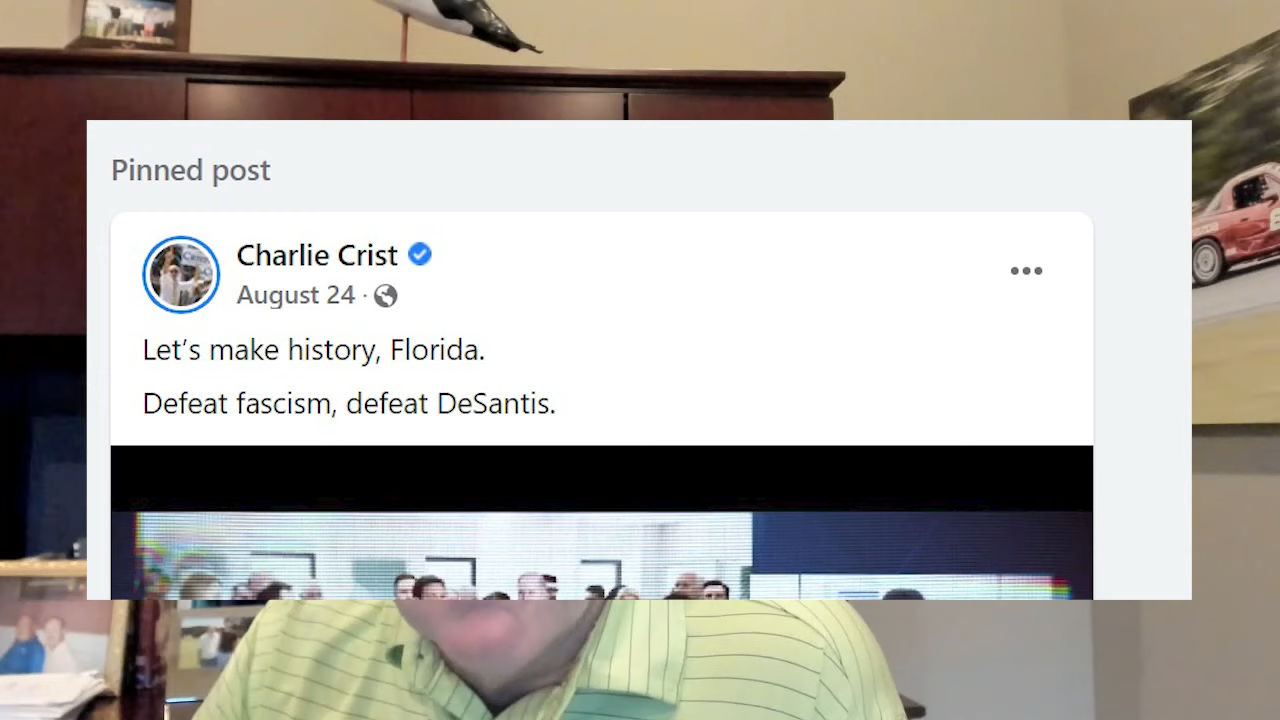 Pinned post
Charlie Crist
August 24 ·
Let's make history, Florida.
Defeat fascism, defeat DeSantis.